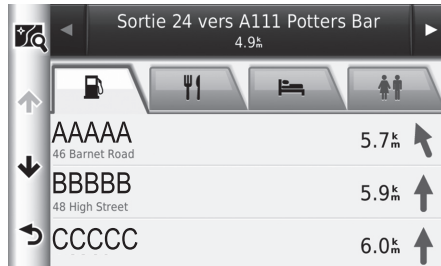 Sortie 24 vers A111 Potters Bar
4.9km
AAAAA 5.7km
46 Barnet Road
BBBBB 5.9km
48 High Street
CCCCC 6.0km